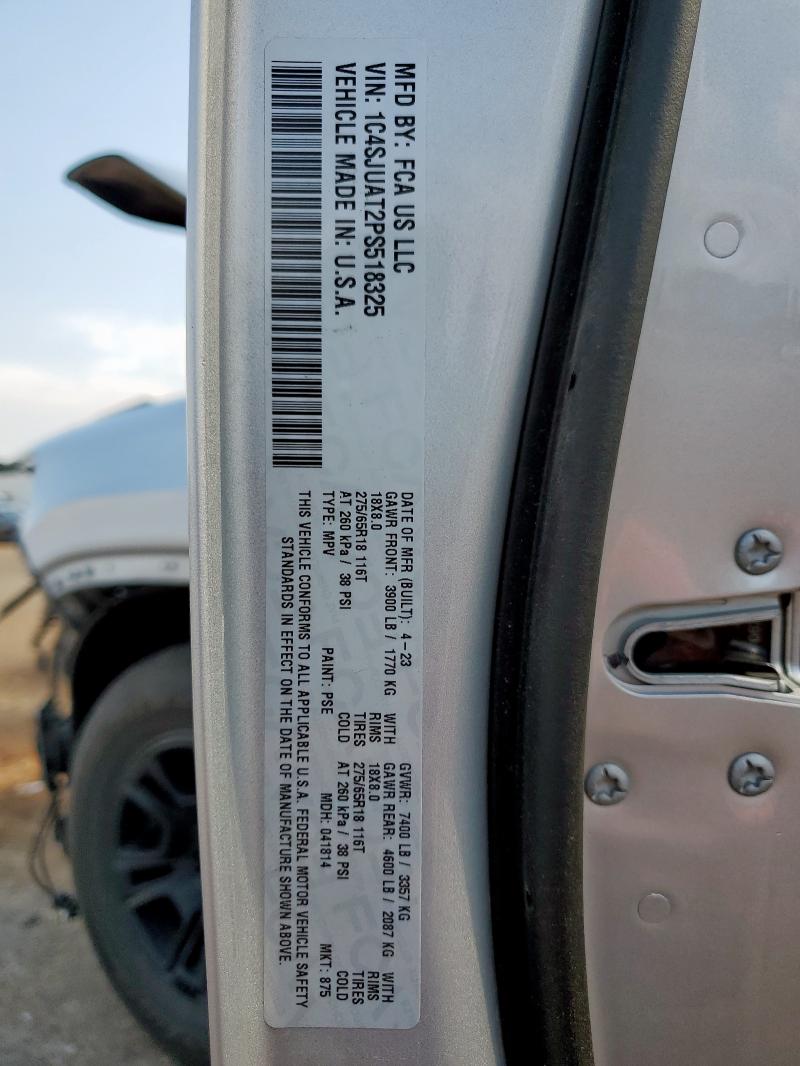 MFD BY: FCA US LLC
VIN: 1C4SJUAT2PS518325
VEHICLE MADE IN: U.S.A.
DATE OF MFR (BUILT): 4-23 GVWR: 7400 LB / 3357 KG
GAWR FRONT: 3900 LB / 1770 KG WITH GAWR REAR: 4600 LB / 2087 KG WITH
18X8.0 RIMS 18X8.0 RIMS
275/65R18 116T TIRES 275/65R18 116T TIRES
AT 260 kPa / 38 PSI COLD AT 260 kPa / 38 PSI COLD
TYPE: MPV PAINT: PSE MDH: 041814 MKT: 875
THIS VEHICLE CONFORMS TO ALL APPLICABLE U.S.A. FEDERAL MOTOR VEHICLE SAFETY
STANDARDS IN EFFECT ON THE DATE OF MANUFACTURE SHOWN ABOVE.